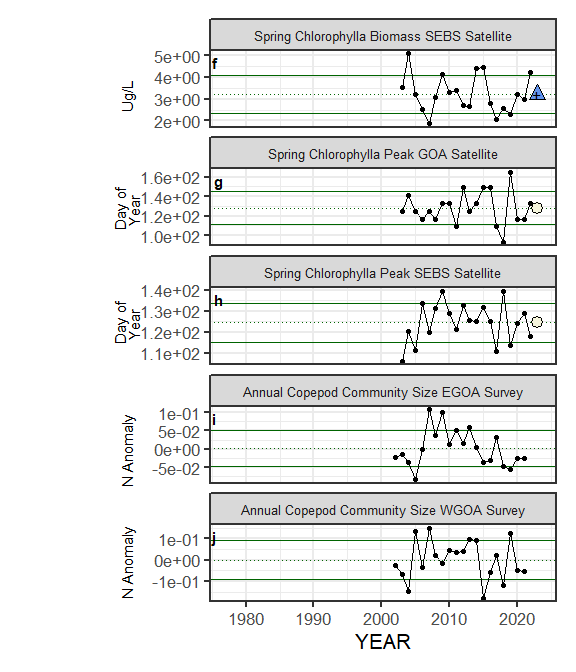 Spring Chlorophylla Biomass SEBS Satellite
f
5e+00
4e+00
3e+00
2e+00
Ug/L
Spring Chlorophylla Peak GOA Satellite
g
1.6e+02
1.4e+02
1.2e+02
1.0e+02
Day of
Year
Spring Chlorophylla Peak SEBS Satellite
h
1.4e+02
1.3e+02
1.2e+02
1.1e+02
Day of
Year
Annual Copepod Community Size EGOA Survey
i
1e-01
5e-02
0e+00
-5e-02
N Anomaly
Annual Copepod Community Size WGOA Survey
j
1e-01
0e+00
-1e-01
N Anomaly
1980 1990 2000 2010 2020
YEAR